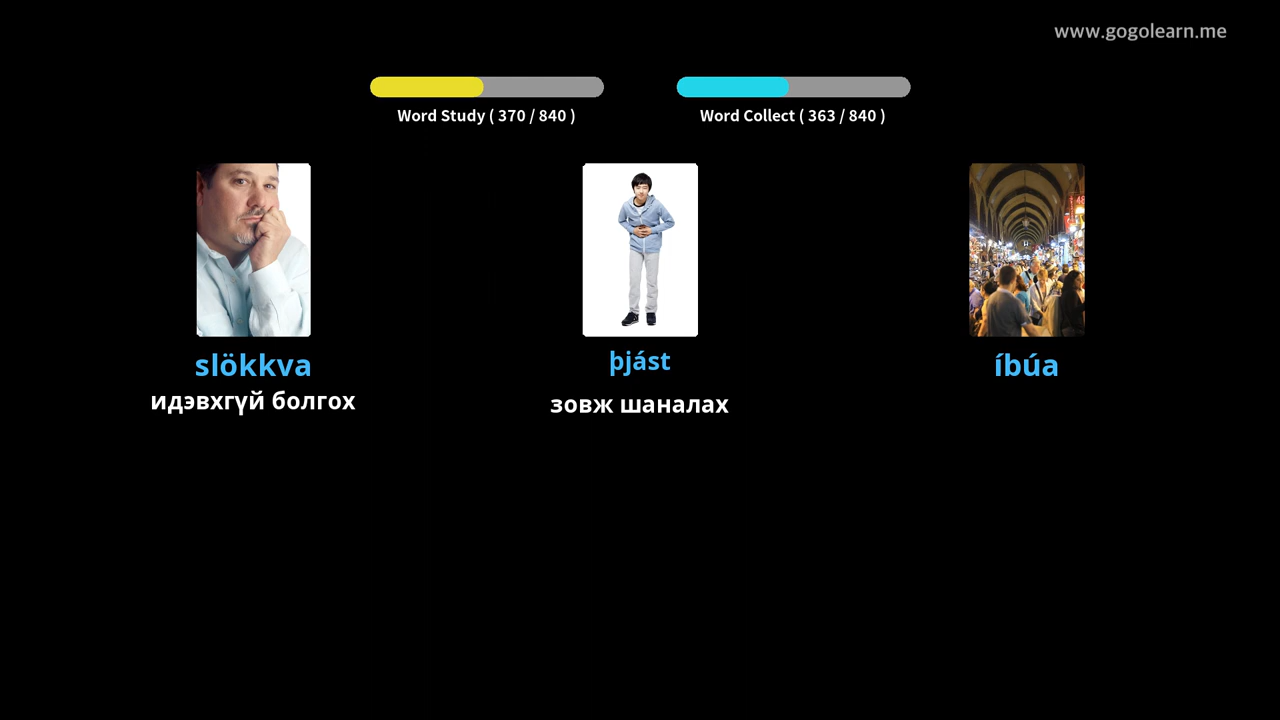 www.gogolearn.me
Word Study ( 370 / 840 )
Word Collect ( 363 / 840 )
slökkva
идэвхгүй болгох
þjást
зовж шаналах
íbúa